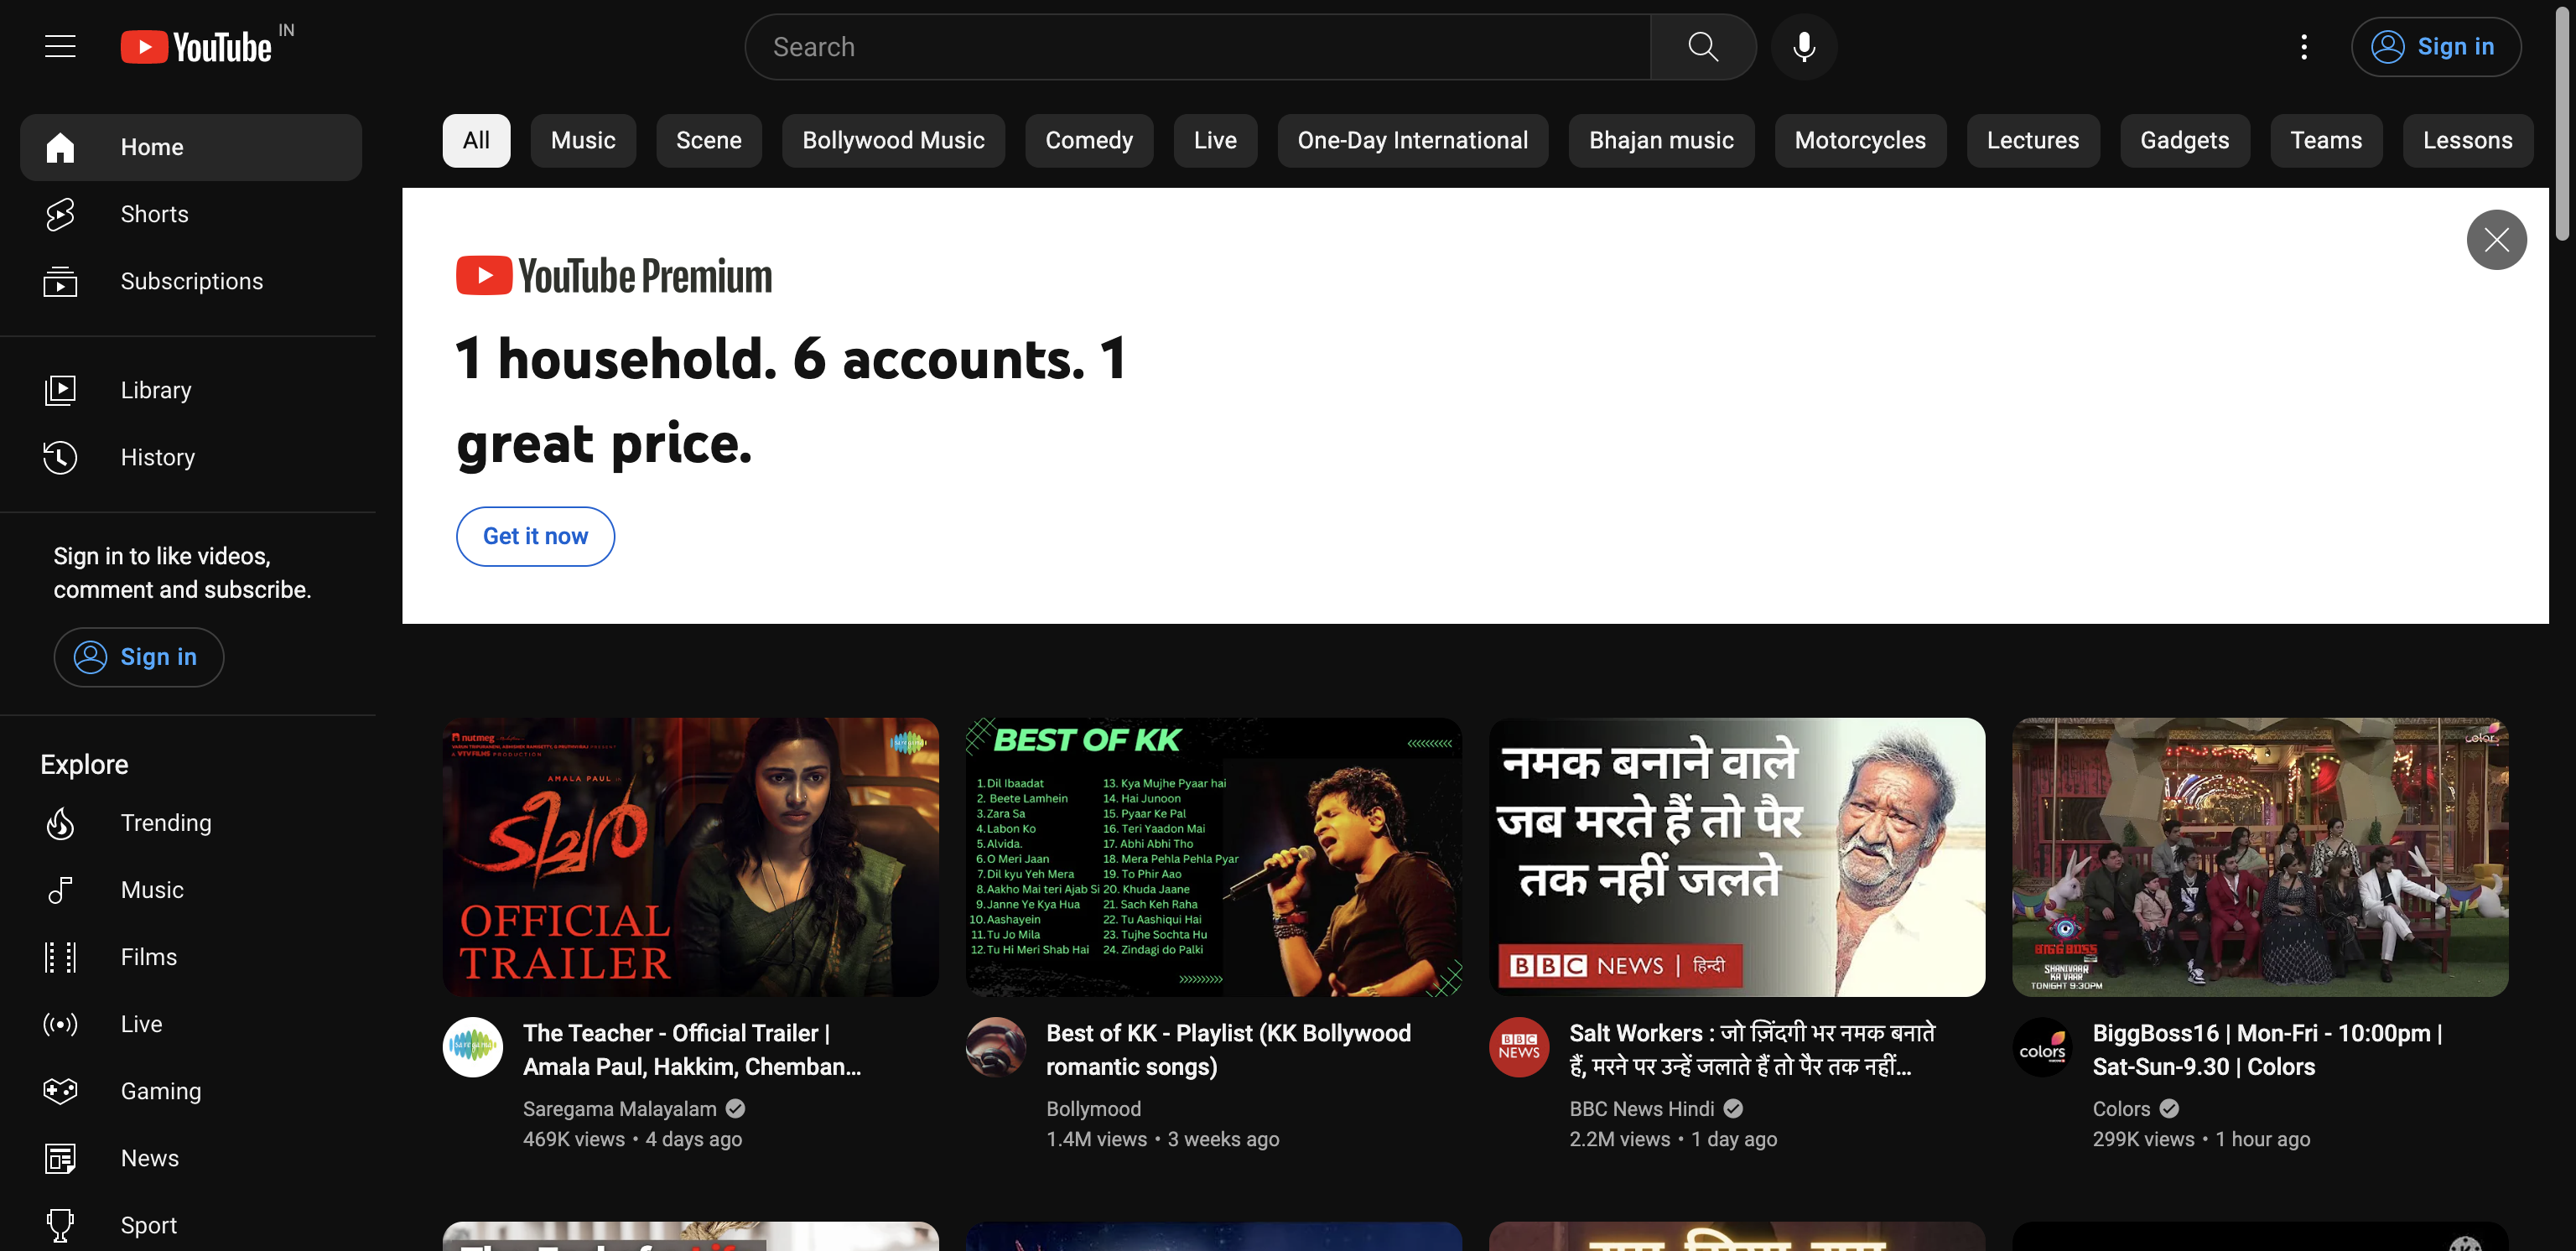 YouTube IN
Search
Sign in
Home
Shorts
Subscriptions
Library
History
Sign in to like videos,
comment and subscribe.
Sign in
Explore
Trending
Music
Films
Live
Gaming
News
Sport
All Music Scene Bollywood Music Comedy Live One-Day International Bhajan music Motorcycles Lectures Gadgets Teams Lessons
YouTube Premium
1 household. 6 accounts. 1
great price.
Get it now
nutmeg
PRODUCTION
AMALA PAUL
ടീച്ചർ
OFFICIAL
TRAILER
The Teacher - Official Trailer |
Amala Paul, Hakkim, Chemban...
Saregama Malayalam
469K views • 4 days ago
BEST OF KK
1. Dil Ibaadat
2. Beete Lamhein
3. Zara Sa
4. Labon Ko
5. Alvida.
6. O Meri Jaan
7. Dil kyu Yeh Mera
8. Aakho Mai teri Ajab Si
9. Janne Ye Kya Hua
10. Aashayein
11. Tu Jo Mila
12. Tu Hi Meri Shab Hai
13. Kya Mujhe Pyaar hai
14. Hai Junoon
15. Pyaar Ke Pal
16. Teri Yaadon Mai
17. Abhi Abhi Tho
18. Mera Pehla Pehla Pyar
19. To Phir Aao
20. Khuda Jaane
21. Sach Keh Raha
22. Tu Aashiqui Hai
23. Tujhe Sochta Hu
24. Zindagi do Palki
Best of KK - Playlist (KK Bollywood
romantic songs)
Bollymood
1.4M views • 3 weeks ago
नमक बनाने वाले
जब मरते हैं तो पैर
तक नहीं जलते
BBC NEWS | हिन्दी
BBC
NEWS
Salt Workers : जो ज़िंदगी भर नमक बनाते
हैं, मरने पर उन्हें जलाते हैं तो पैर तक नहीं...
BBC News Hindi
2.2M views • 1 day ago
colors
BIGG BOSS
SHANIVAAR
KA VAAR
TONIGHT 9:30PM
colors
BiggBoss16 | Mon-Fri - 10:00pm |
Sat-Sun-9.30 | Colors
Colors
299K views • 1 hour ago